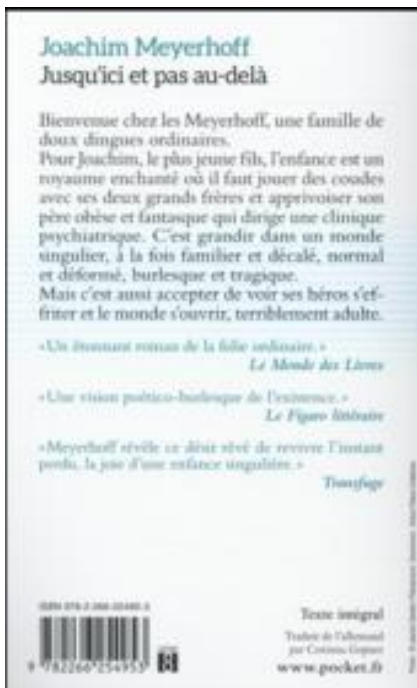 Joachim Meyerhoff
Jusqu'ici et pas au-delà
Bienvenue chez les Meyerhoff, une famille de
doux dingues ordinaires.
Pour Joachim, le plus jeune fils, l'enfance est un
royaume enchanté où il faut jouer des coudes
avec ses deux grands frères et apprivoiser son
père obèse et fantasque qui dirige une clinique
psychiatrique. C'est grandir dans un monde
singulier, à la fois familier et décalé, normal
et déformé, burlesque et tragique.
Mais c'est aussi accepter de voir ses héros s'ef-
friter et le monde s'ouvrir, terriblement adulte.
«Un étonnant roman de la folie ordinaire.»
Le Monde des Livres
«Une vision poético-burlesque de l'existence.»
Le Figaro littéraire
«Meyerhoff révèle ce désir rêvé de revivre l'instant
perdu, la joie d'une enfance singulière.»
Transfuge
Texte intégral
Traduit de l'allemand
par Corinna Gepner
www.pocket.fr
9 782266 254953